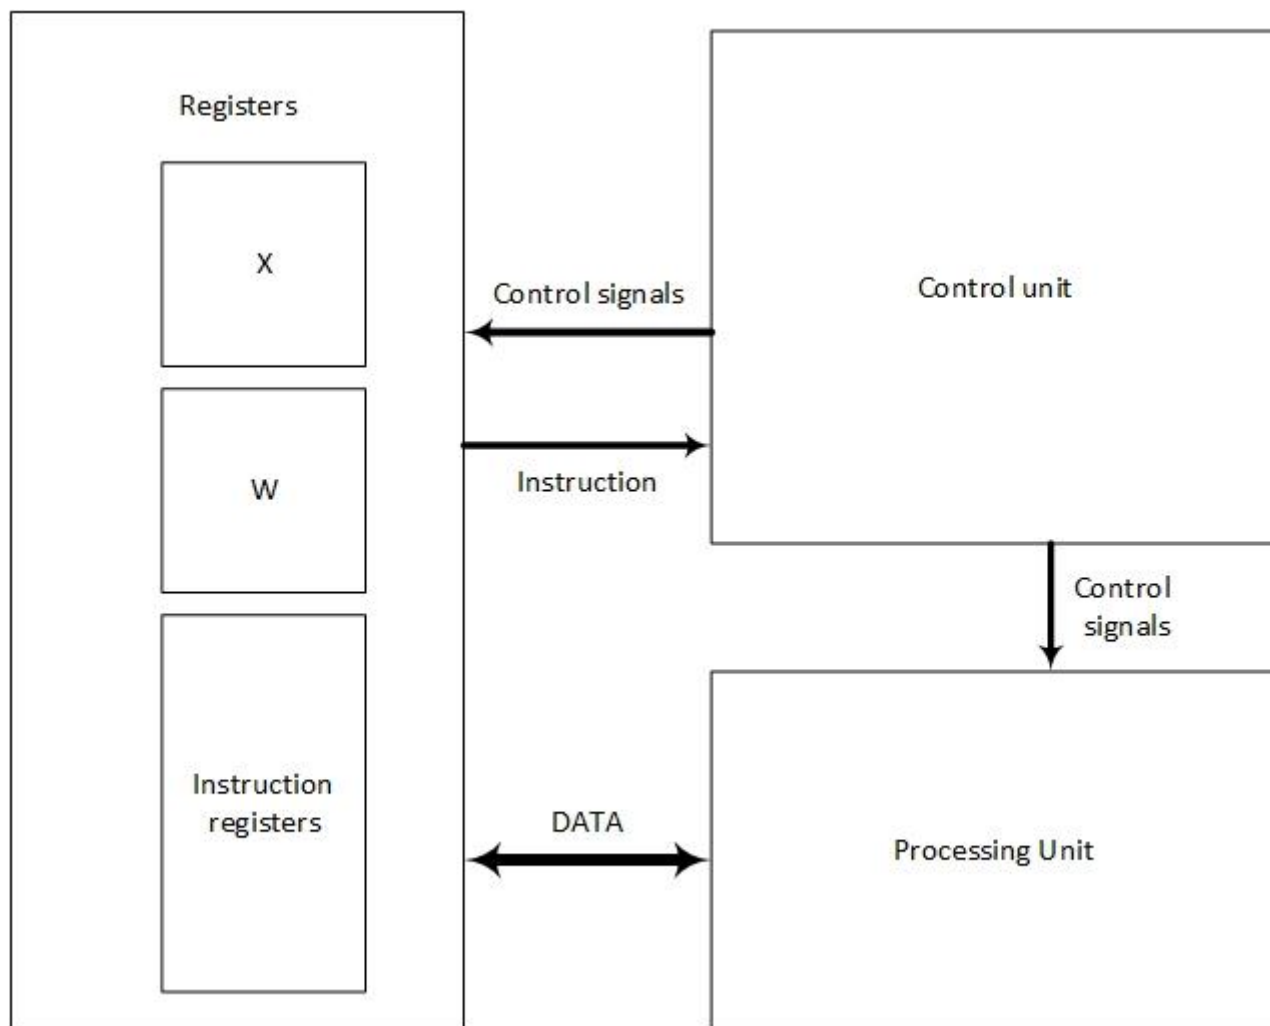 Registers
X
W
Instruction
registers
Control signals
Instruction
DATA
Control unit
Control
signals
Processing Unit